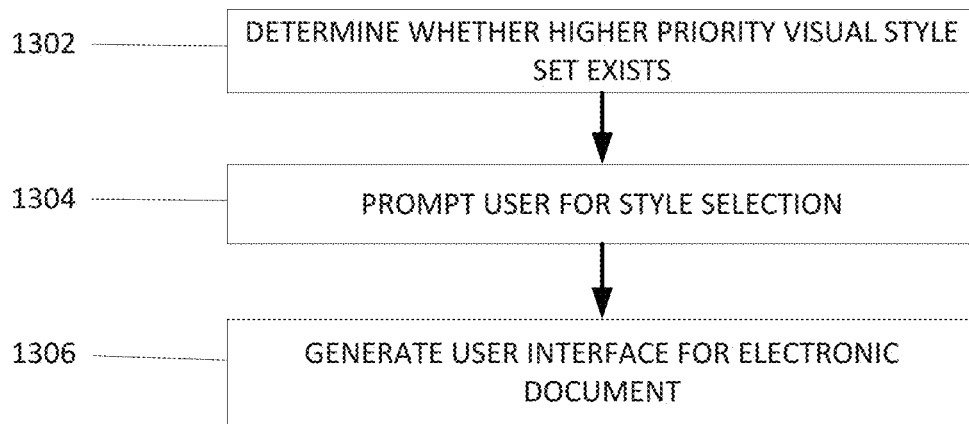 1302
DETERMINE WHETHER HIGHER PRIORITY VISUAL STYLE
SET EXISTS
1304
PROMPT USER FOR STYLE SELECTION
1306
GENERATE USER INTERFACE FOR ELECTRONIC
DOCUMENT